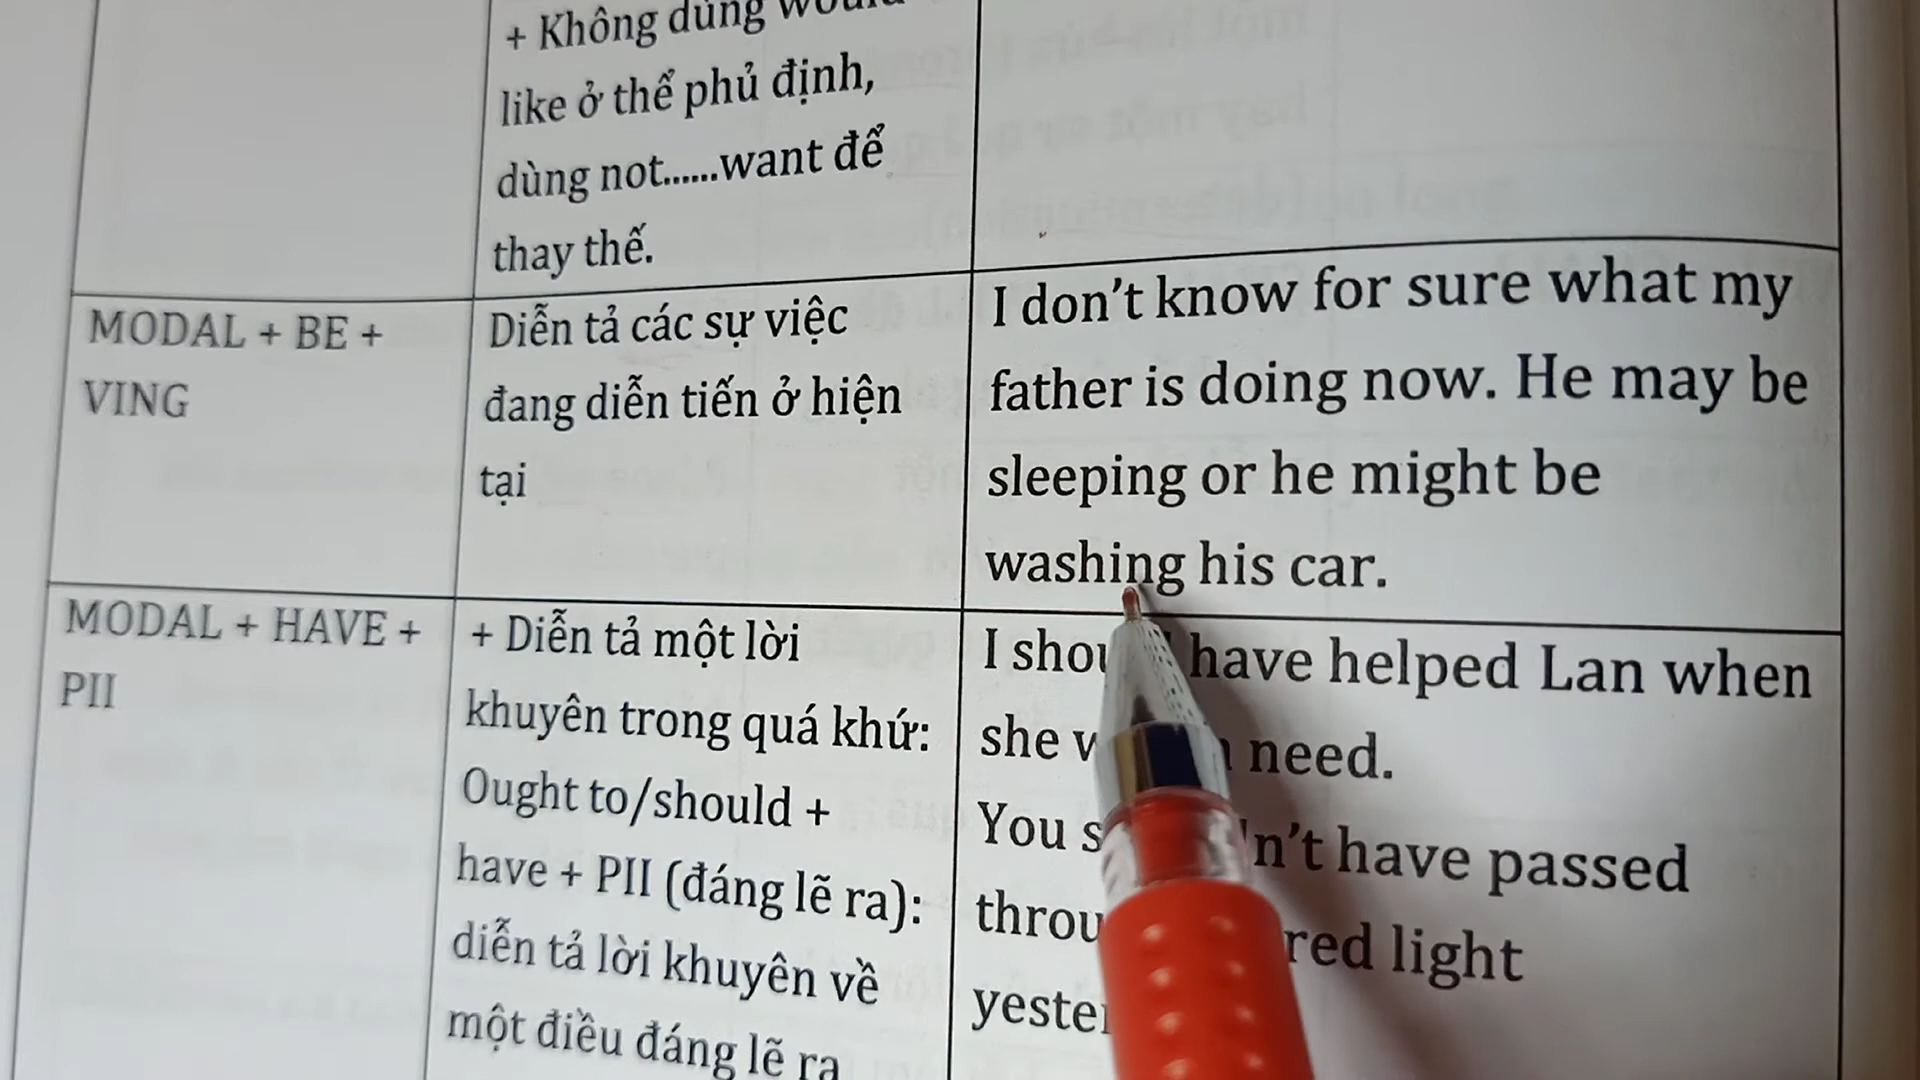 + Không dùng would
like ở thể phủ định,
dùng not......want để
thay thế.
MODAL + BE +
VING
Diễn tả các sự việc
đang diễn tiến ở hiện
tại
I don't know for sure what my
father is doing now. He may be
sleeping or he might be
washing his car.
MODAL + HAVE +
PII
+ Diễn tả một lời
khuyên trong quá khứ:
Ought to/should +
have + PII (đáng lẽ ra):
diễn tả lời khuyên về
một điều đáng lẽ ra
I should have helped Lan when
she need.
You have passed
red light